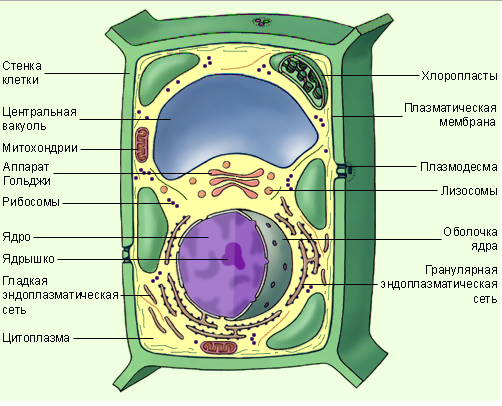 Стенка
клетки
Центральная
вакуоль
Митохондрии
Аппарат
Гольджи
Рибосомы
Ядро
Ядрышко
Гладкая
эндоплазматическая
сеть
Цитоплазма
Хлоропласты
Плазматическая
мембрана
Плазмодесма
Лизосомы
Оболочка
ядра
Гранулярная
эндоплазматическая
сеть